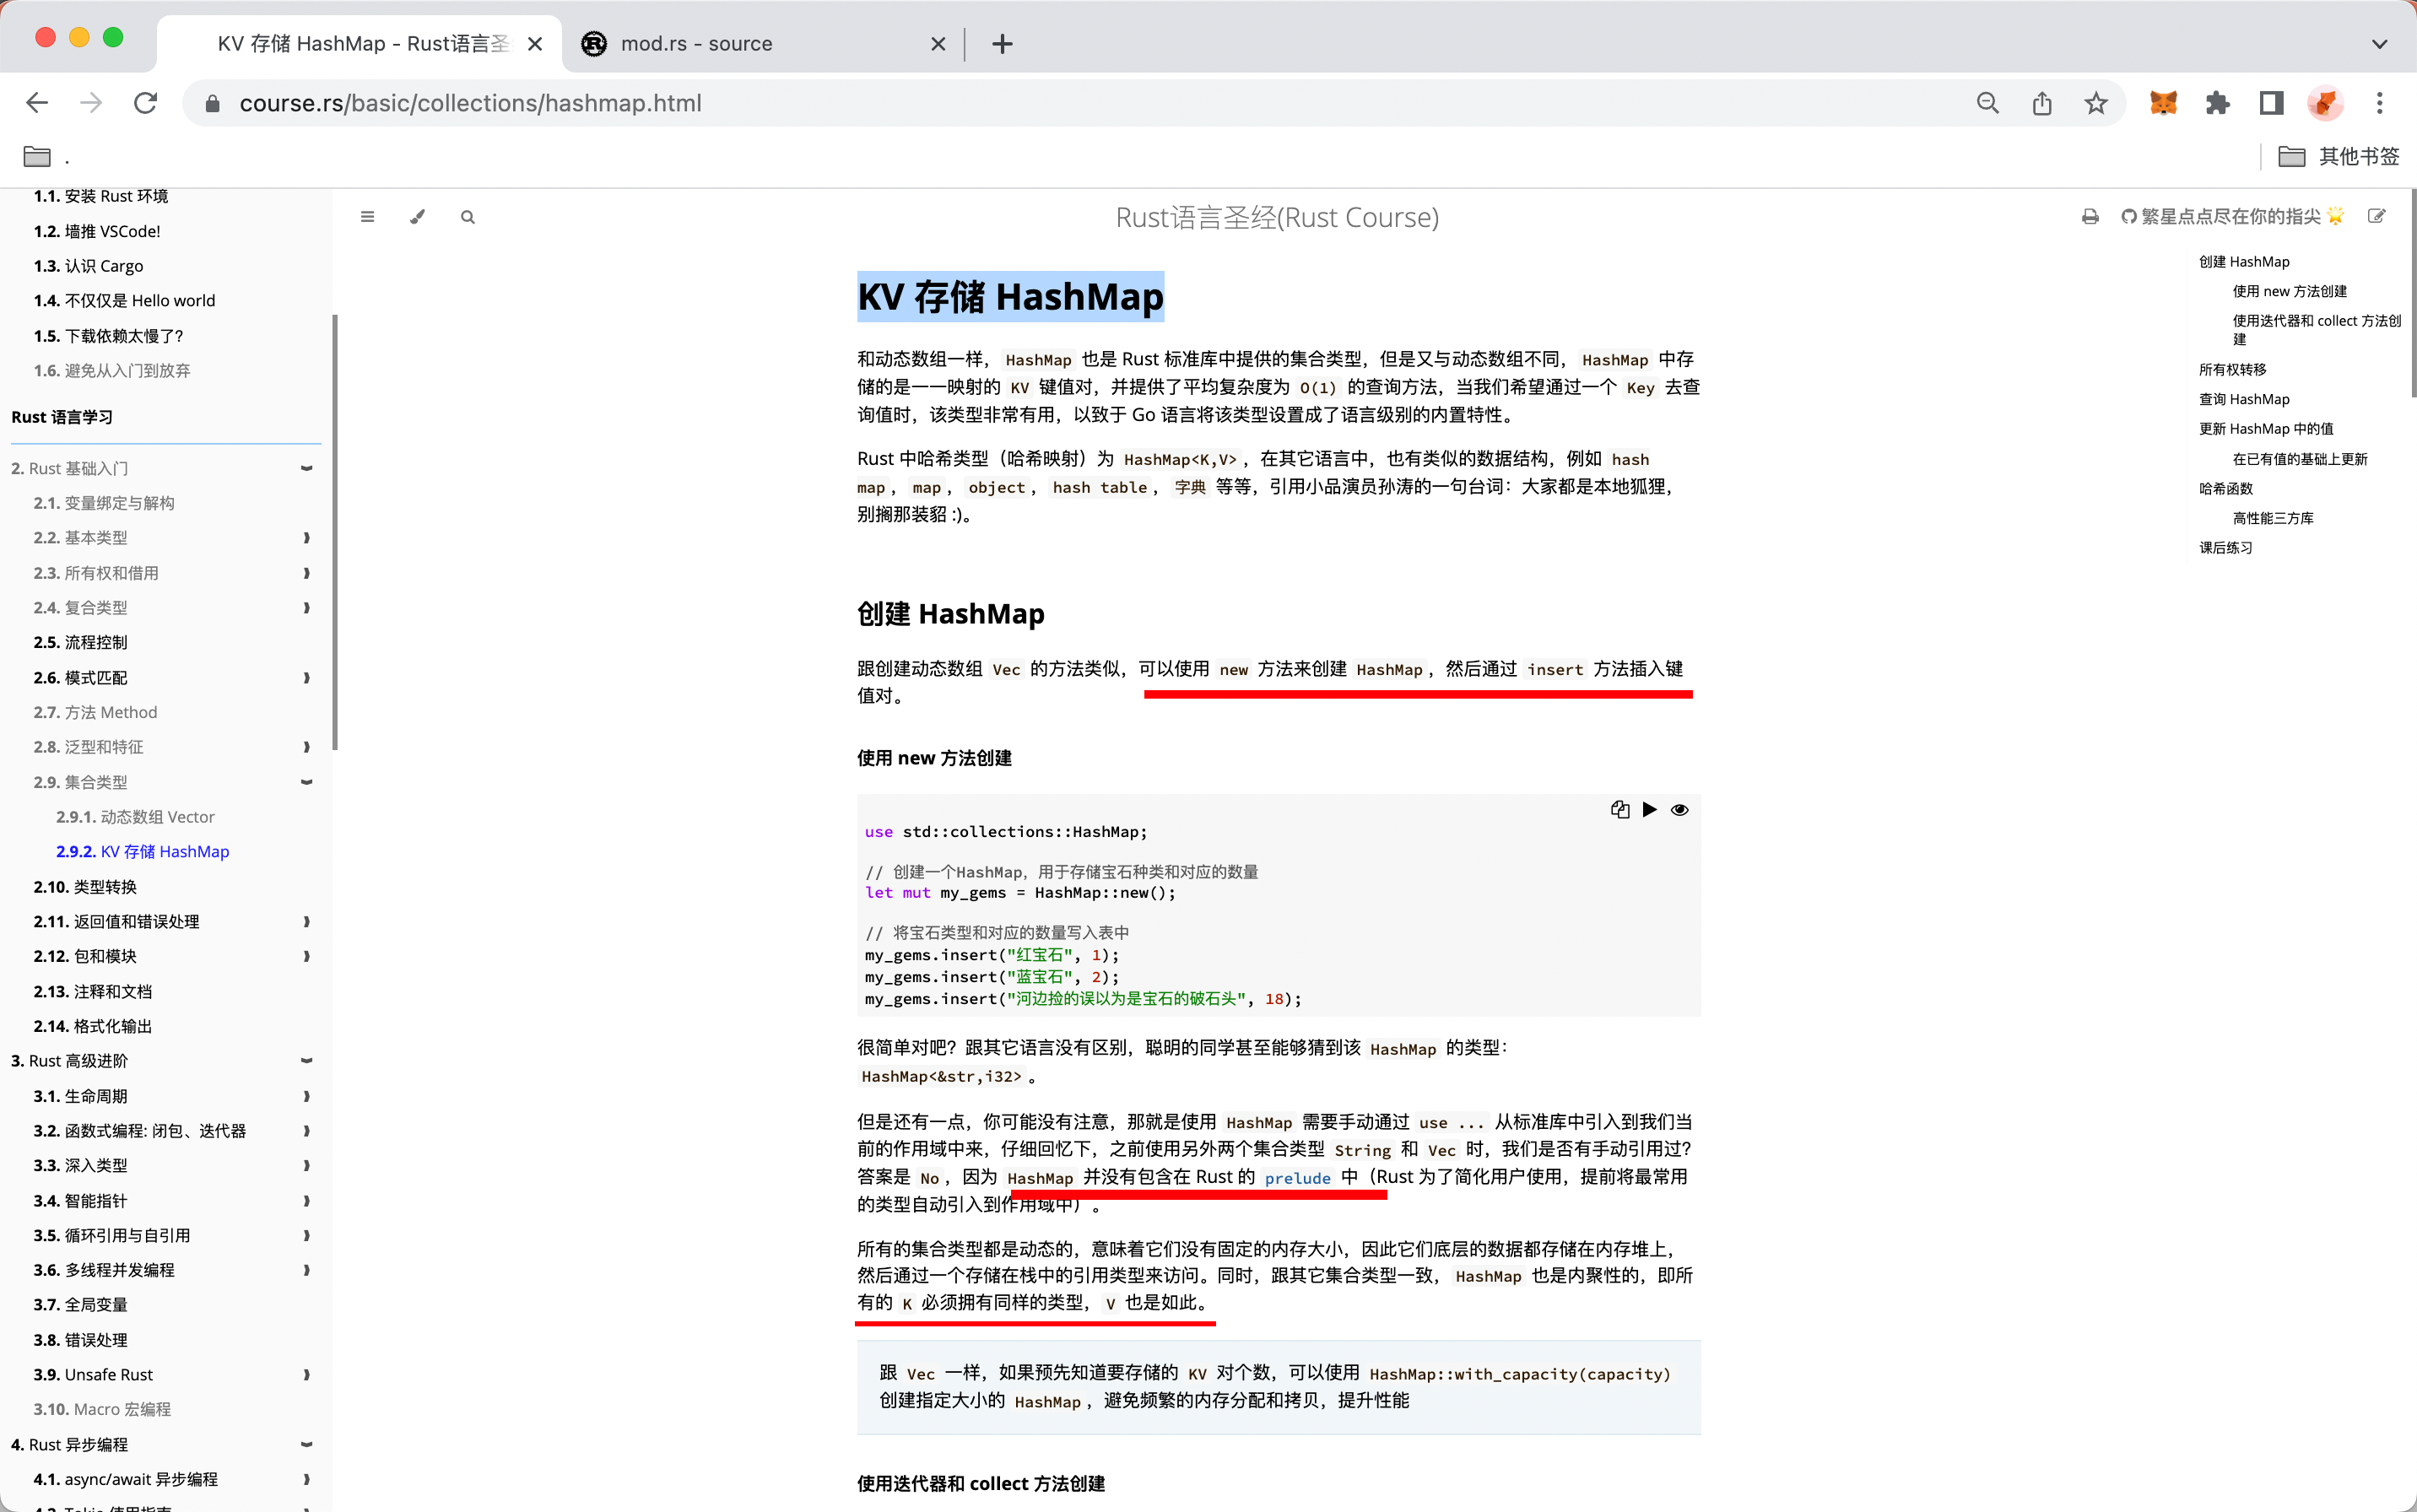 KV 存储 HashMap - Rust语言圣
mod.rs - source
course.rs/basic/collections/hashmap.html
.
其他书签
1.1. 安装 Rust 环境
1.2. 墙推 VSCode!
1.3. 认识 Cargo
1.4. 不仅仅是 Hello world
1.5. 下载依赖太慢了？
1.6. 避免从入门到放弃
Rust 语言学习
2. Rust 基础入门
2.1. 变量绑定与解构
2.2. 基本类型
2.3. 所有权和借用
2.4. 复合类型
2.5. 流程控制
2.6. 模式匹配
2.7. 方法 Method
2.8. 泛型和特征
2.9. 集合类型
2.9.1. 动态数组 Vector
2.9.2. KV 存储 HashMap
2.10. 类型转换
2.11. 返回值和错误处理
2.12. 包和模块
2.13. 注释和文档
2.14. 格式化输出
3. Rust 高级进阶
3.1. 生命周期
3.2. 函数式编程: 闭包、迭代器
3.3. 深入类型
3.4. 智能指针
3.5. 循环引用与自引用
3.6. 多线程并发编程
3.7. 全局变量
3.8. 错误处理
3.9. Unsafe Rust
3.10. Macro 宏编程
4. Rust 异步编程
4.1. async/await 异步编程
Rust语言圣经(Rust Course)
繁星点点尽在你的指尖 🌟
KV 存储 HashMap
和动态数组一样，HashMap 也是 Rust 标准库中提供的集合类型，但是又与动态数组不同，HashMap 中存
储的是一一映射的 KV 键值对，并提供了平均复杂度为 O(1) 的查询方法，当我们希望通过一个 Key 去查
询值时，该类型非常有用，以致于 Go 语言将该类型设置成了语言级别的内置特性。
Rust 中哈希类型（哈希映射）为 HashMap<K,V>，在其它语言中，也有类似的数据结构，例如 hash
map，map，object，hash table，字典 等等，引用小品演员孙涛的一句台词：大家都是本地狐狸，
别搁那装貂 :)。
创建 HashMap
跟创建动态数组 Vec 的方法类似，可以使用 new 方法来创建 HashMap，然后通过 insert 方法插入键
值对。
使用 new 方法创建
use std::collections::HashMap;
// 创建一个HashMap，用于存储宝石种类和对应的数量
let mut my_gems = HashMap::new();
// 将宝石类型和对应的数量写入表中
my_gems.insert("红宝石", 1);
my_gems.insert("蓝宝石", 2);
my_gems.insert("河边捡的误以为是宝石的破石头", 18);
很简单对吧？跟其它语言没有区别，聪明的同学甚至能够猜到该 HashMap 的类型：
HashMap<&str,i32>。
但是还有一点，你可能没有注意，那就是使用 HashMap 需要手动通过 use ... 从标准库中引入到我们当
前的作用域中来，仔细回忆下，之前使用另外两个集合类型 String 和 Vec 时，我们是否有手动引用过？
答案是 No，因为 HashMap 并没有包含在 Rust 的 prelude 中（Rust 为了简化用户使用，提前将最常用
的类型自动引入到作用域中）。
所有的集合类型都是动态的，意味着它们没有固定的内存大小，因此它们底层的数据都存储在内存堆上，
然后通过一个存储在栈中的引用类型来访问。同时，跟其它集合类型一致，HashMap 也是内聚性的，即所
有的 K 必须拥有同样的类型，V 也是如此。
跟 Vec 一样，如果预先知道要存储的 KV 对个数，可以使用 HashMap::with_capacity(capacity)
创建指定大小的 HashMap，避免频繁的内存分配和拷贝，提升性能
使用迭代器和 collect 方法创建
创建 HashMap
使用 new 方法创建
使用迭代器和 collect 方法创
建
所有权转移
查询 HashMap
更新 HashMap 中的值
在已有值的基础上更新
哈希函数
高性能三方库
课后练习